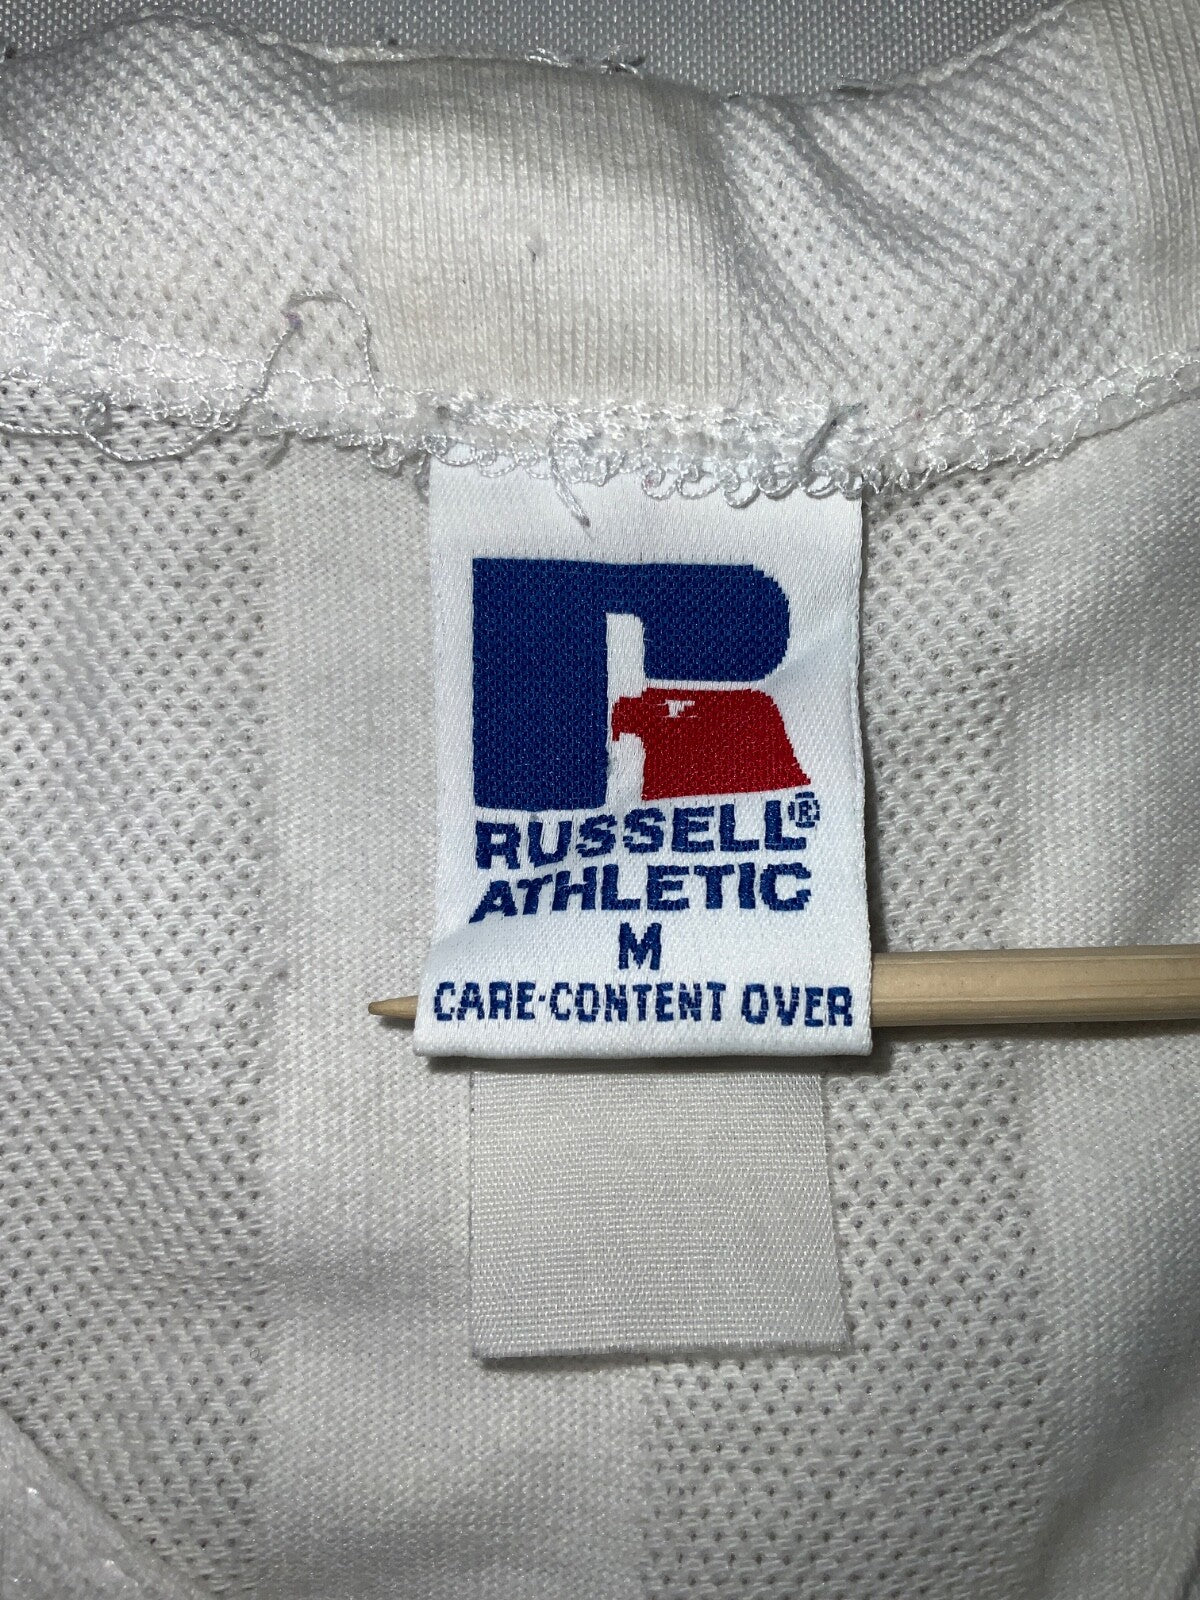 RUSSELL®
ATHLETIC
M
CARE·CONTENT OVER